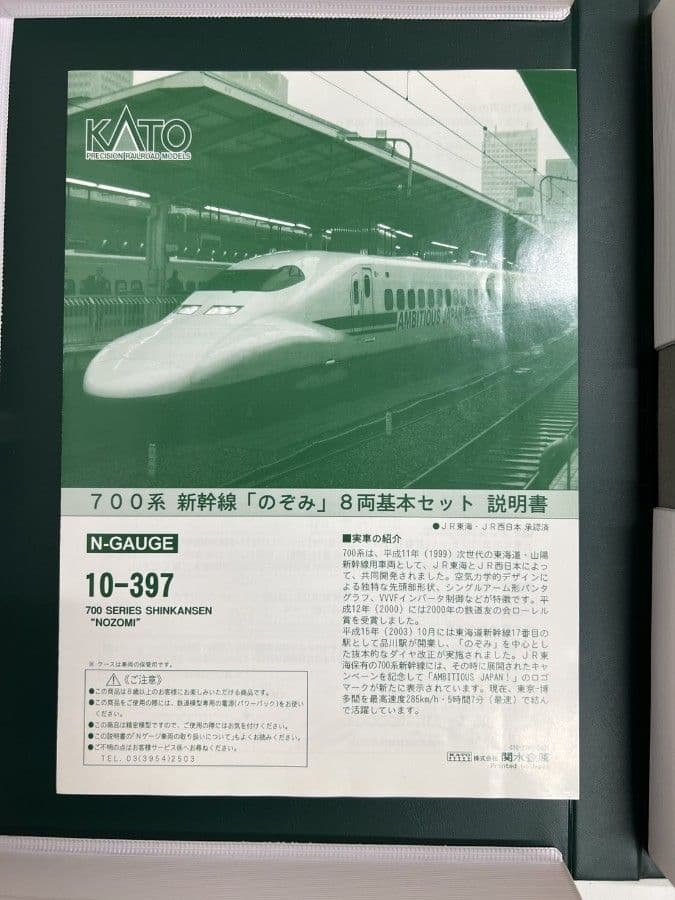 KATO
PRECISION RAILROAD MODELS
AMBITIOUS JAPAN!
700系 新幹線「のぞみ」8両基本セット 説明書
●JR東海・JR西日本 承認済
N-GAUGE
10-397
700 SERIES SHINKANSEN
"NOZOMI"
■実車の紹介
700系は、平成11年(1999)次世代の東海道・山陽
新幹線用車両として、JR東海とJR西日本によっ
て、共同開発されました。空気力学的デザインに
よる独特な先頭部形状、シングルアーム形パンタ
グラフ、VVVFインバータ制御などが特徴です。平
成12年(2000)には2000年の鉄道友の会ローレル
賞を受賞しました。
平成15年(2003)10月には東海道新幹線17番目の
駅として品川駅が開業し、「のぞみ」を中心とし
た抜本的なダイヤ改正が実施されました。JR東
海保有の700系新幹線には、その時に展開されたキャ
ンペーンを記念して「AMBITIOUS JAPAN!」のロゴ
マークが新たに表示されています。現在、東京-博
多間を最高速度285km/h・5時間7分(最速)で結ん
で活躍しています。
※ ケースは車両の保管用です。
⚠《ご注意》
●この商品は8歳以上のお客様にお楽しみいただける商品です。
●この商品をご使用の際には、鉄道模型専用の電源(パワーパック)をお使い
ください。
●この商品は精密模型ですので、ご使用の際にはお気を付けください。
●この説明書の「Nゲージ車両の取り扱いについて」もよくお読みください。
●ご不明の点はお客様サービス係へお尋ねください。
TEL. 03(3954)2503
KATO 株式会社 関水金属
Printed in Japan